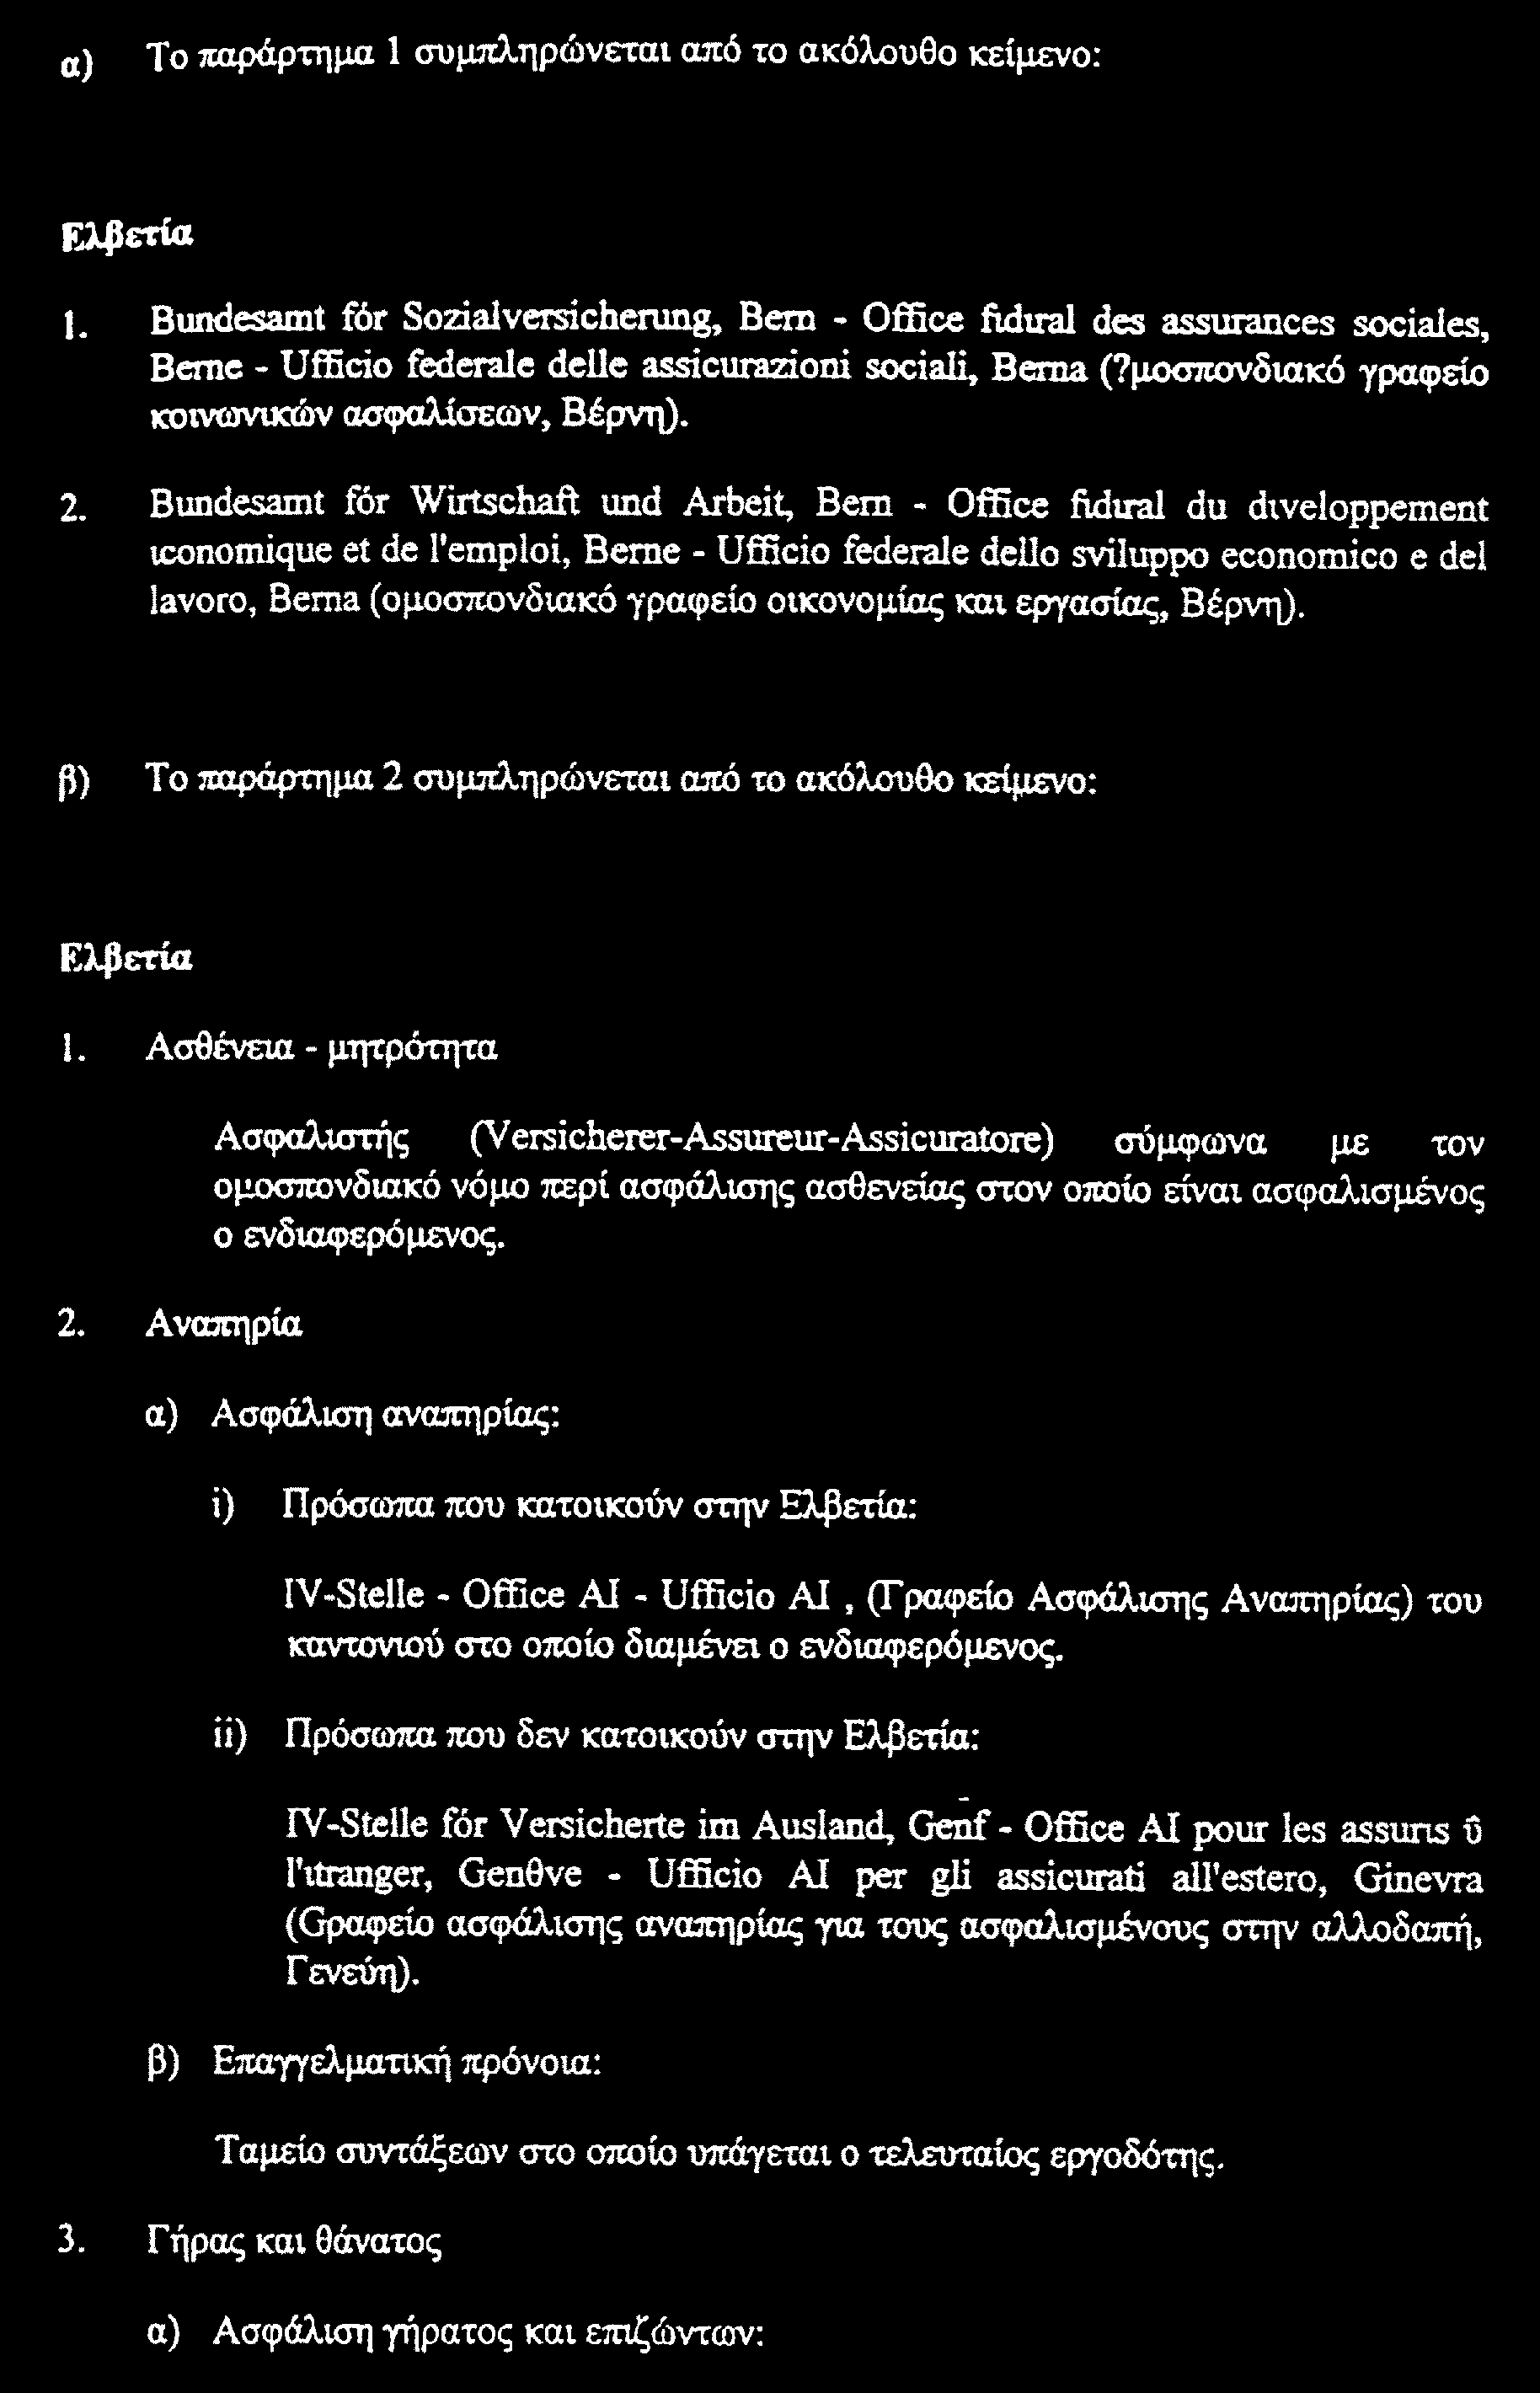 α) Το παράρτημα 1 συμπληρώνεται από το ακόλουθο κείμενο:
Ελβετία
1. Bundesamt fόr Sozialversicherung, Bern - Office fιdιral des assurances sociales,
Berne - Ufficio federale delle assicurazioni sociali, Berna (?μοσπονδιακό γραφείο
κοινωνικών ασφαλίσεων, Βέρνη).
2. Bundesamt fόr Wirtschaft und Arbeit, Bern - Office fιdιral du dιveloppement
ιconomique et de l'emploi, Berne - Ufficio federale dello sviluppo economico e del
lavoro, Berna (ομοσπονδιακό γραφείο οικονομίας και εργασίας, Βέρνη).
β) Το παράρτημα 2 συμπληρώνεται από το ακόλουθο κείμενο:
Ελβετία
1. Ασθένεια - μητρότητα
Ασφαλιστής (Versicherer-Assureur-Assicuratore) σύμφωνα με τον
ομοσπονδιακό νόμο περί ασφάλισης ασθενείας στον οποίο είναι ασφαλισμένος
ο ενδιαφερόμενος.
2. Αναπηρία
α) Ασφάλιση αναπηρίας:
i) Πρόσωπα που κατοικούν στην Ελβετία:
IV-Stelle - Office AI - Ufficio AI , (Γραφείο Ασφάλισης Αναπηρίας) του
καντονιού στο οποίο διαμένει ο ενδιαφερόμενος.
ii) Πρόσωπα που δεν κατοικούν στην Ελβετία:
IV-Stelle fόr Versicherte im Ausland, Genf - Office AI pour les assurιs ΰ
l'ιtranger, Genθve - Ufficio AI per gli assicurati all'estero, Ginevra
(Gραφείο ασφάλισης αναπηρίας για τους ασφαλισμένους στην αλλοδαπή,
Γενεύη).
β) Επαγγελματική πρόνοια:
Ταμείο συντάξεων στο οποίο υπάγεται ο τελευταίος εργοδότης.
3. Γήρας και θάνατος
α) Ασφάλιση γήρατος και επιζώντων: